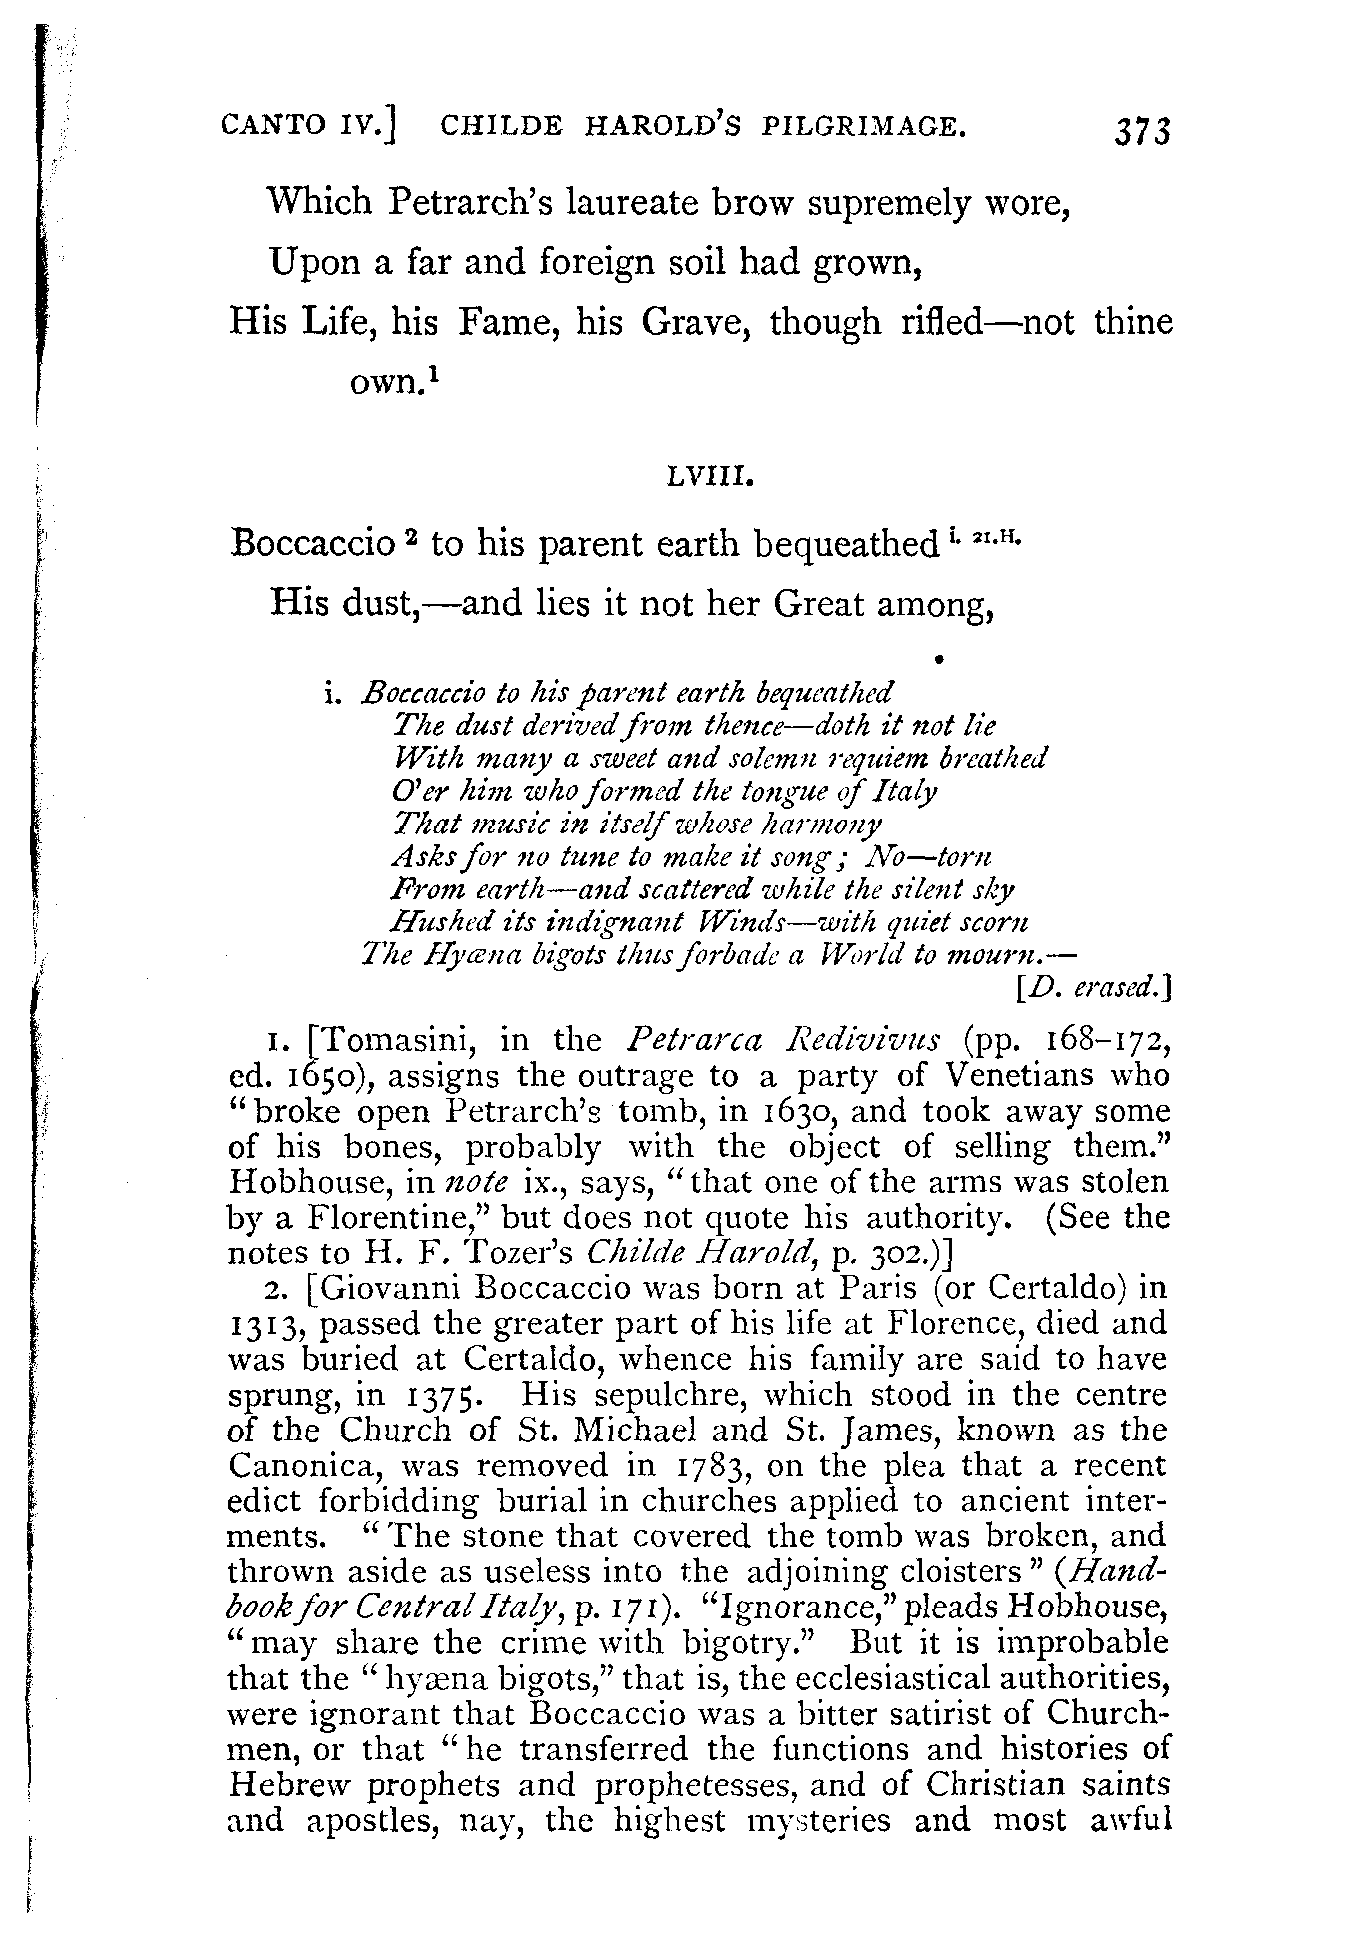 CANTO IV.] CHILDE HAROLD'S PILGRIMAGE. 373
Which Petrarch's laureate brow supremely wore,
Upon a far and foreign soil had grown,
His Life, his Fame, his Grave, though rifled—not thine
own.¹
LVIII.
Boccaccio ² to his parent earth bequeathed i. 21.H.
His dust,—and lies it not her Great among,
i. Boccaccio to his parent earth bequeathed
The dust derived from thence—doth it not lie
With many a sweet and solemn requiem breathed
O'er him who formed the tongue of Italy
That music in itself whose harmony
Asks for no tune to make it song; No—torn
From earth—and scattered while the silent sky
Hushed its indignant Winds—with quiet scorn
The Hyæna bigots thus forbade a World to mourn.—
[D. erased.]
1. [Tomasini, in the Petrarca Redivivus (pp. 168–172,
ed. 1650), assigns the outrage to a party of Venetians who
"broke open Petrarch's tomb, in 1630, and took away some
of his bones, probably with the object of selling them."
Hobhouse, in note ix., says, "that one of the arms was stolen
by a Florentine," but does not quote his authority. (See the
notes to H. F. Tozer's Childe Harold, p. 302.)]
2. [Giovanni Boccaccio was born at Paris (or Certaldo) in
1313, passed the greater part of his life at Florence, died and
was buried at Certaldo, whence his family are said to have
sprung, in 1375. His sepulchre, which stood in the centre
of the Church of St. Michael and St. James, known as the
Canonica, was removed in 1783, on the plea that a recent
edict forbidding burial in churches applied to ancient inter-
ments. "The stone that covered the tomb was broken, and
thrown aside as useless into the adjoining cloisters" (Hand-
book for Central Italy, p. 171). "Ignorance," pleads Hobhouse,
"may share the crime with bigotry." But it is improbable
that the "hyæna bigots," that is, the ecclesiastical authorities,
were ignorant that Boccaccio was a bitter satirist of Church-
men, or that "he transferred the functions and histories of
Hebrew prophets and prophetesses, and of Christian saints
and apostles, nay, the highest mysteries and most awful